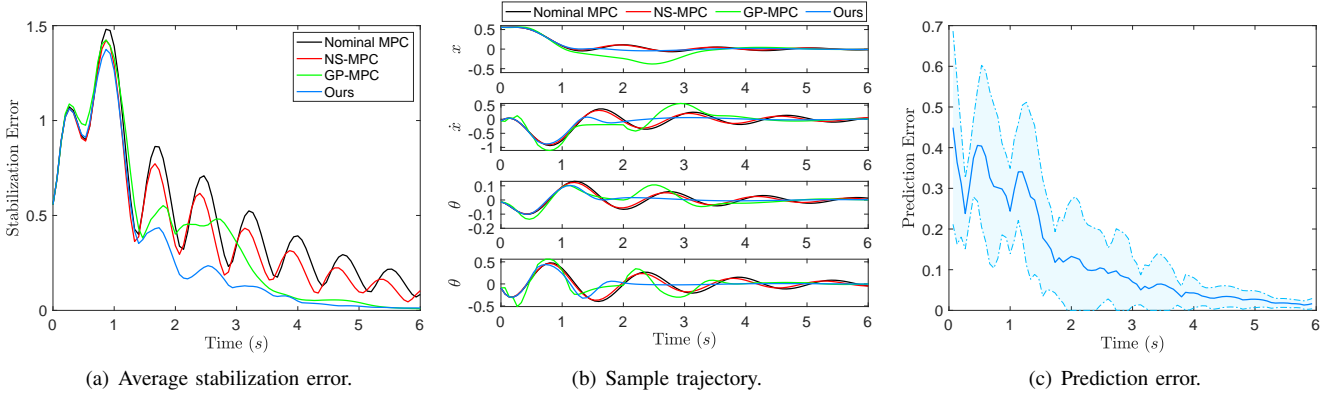 Stabilization Error
1.5
1
0.5
0
Nominal MPC
NS-MPC
GP-MPC
Ours
0 1 2 3 4 5 6
Time (s)
(a) Average stabilization error.
Nominal MPC NS-MPC GP-MPC Ours
x
0.5
0
-0.5
0 1 2 3 4 5 6
ẋ
0.5
0
-0.5
-1
0 1 2 3 4 5 6
θ
0.1
0
-0.1
-0.2
0 1 2 3 4 5 6
θ
0.5
0
-0.5
0 1 2 3 4 5 6
Time (s)
(b) Sample trajectory.
Prediction Error
0.7
0.6
0.5
0.4
0.3
0.2
0.1
0
0 1 2 3 4 5 6
Time (s)
(c) Prediction error.